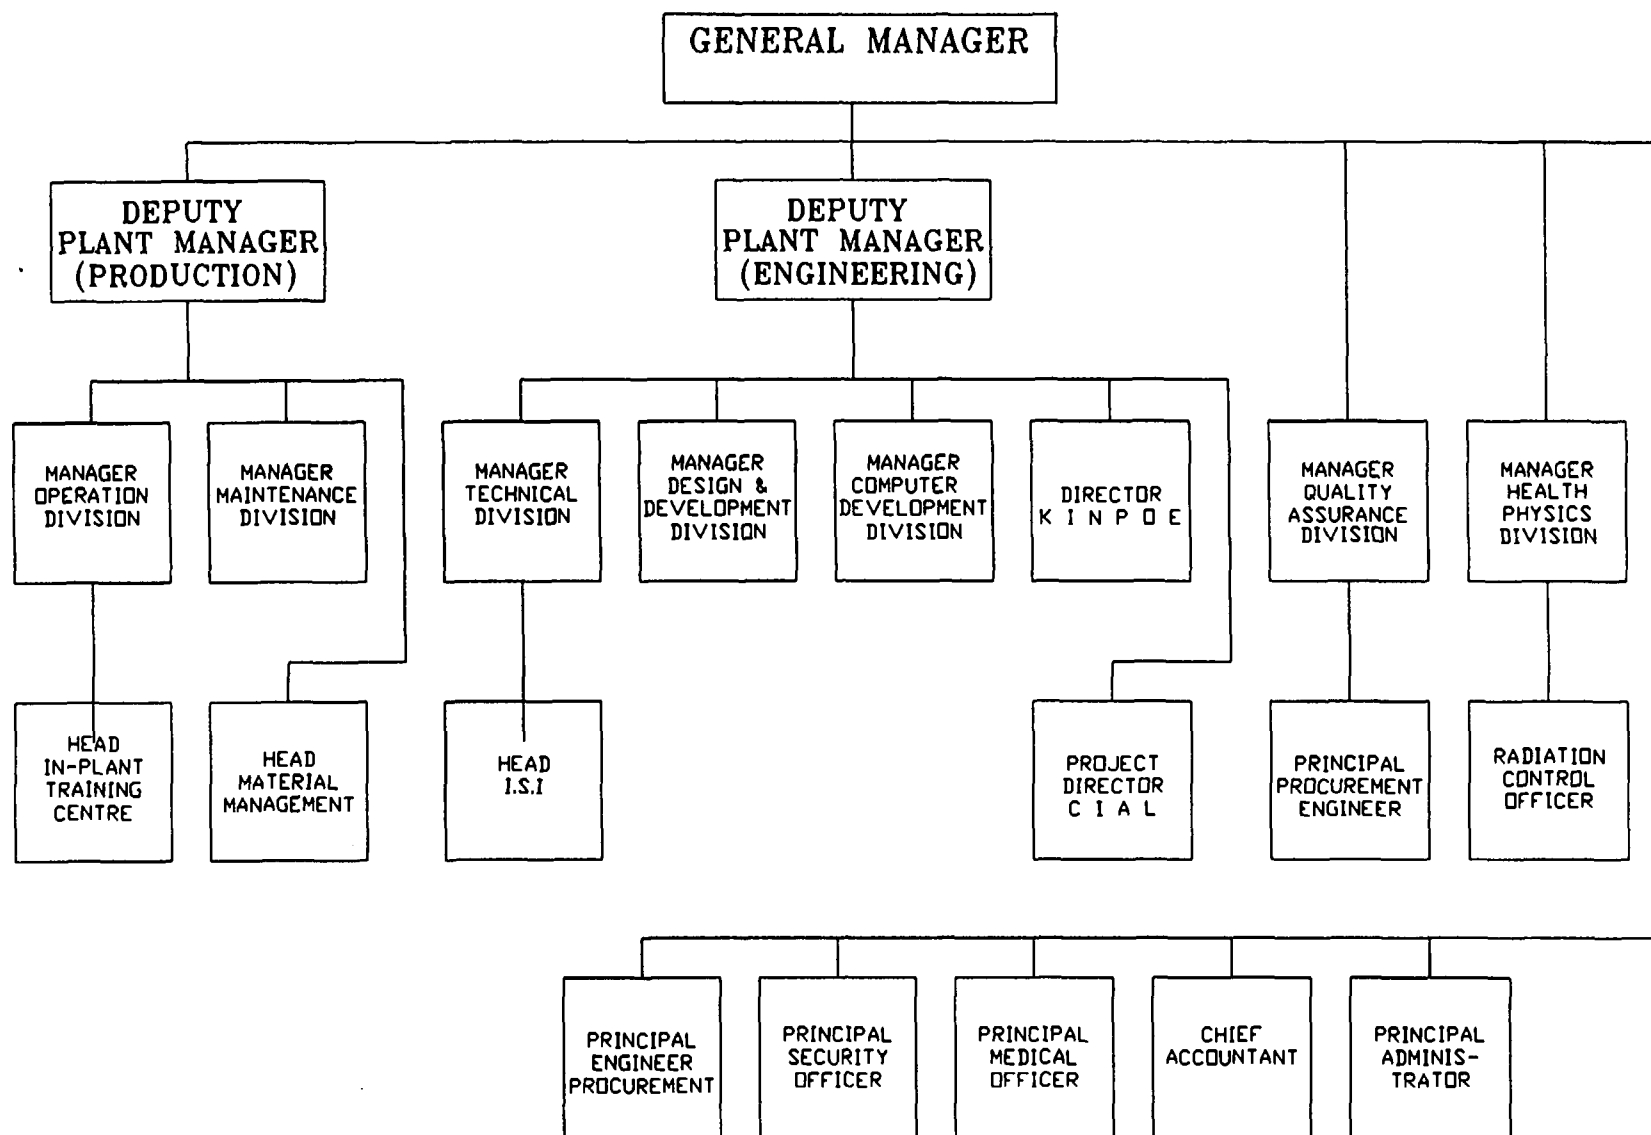 GENERAL MANAGER
DEPUTY
PLANT MANAGER
(PRODUCTION)
DEPUTY
PLANT MANAGER
(ENGINEERING)
MANAGER
OPERATION
DIVISION
MANAGER
MAINTENANCE
DIVISION
MANAGER
TECHNICAL
DIVISION
MANAGER
DESIGN &
DEVELOPMENT
DIVISION
MANAGER
COMPUTER
DEVELOPMENT
DIVISION
DIRECTOR
K I N P O E
MANAGER
QUALITY
ASSURANCE
DIVISION
MANAGER
HEALTH
PHYSICS
DIVISION
HEAD
IN-PLANT
TRAINING
CENTRE
HEAD
MATERIAL
MANAGEMENT
HEAD
I.S.I
PROJECT
DIRECTOR
C I A L
PRINCIPAL
PROCUREMENT
ENGINEER
RADIATION
CONTROL
OFFICER
PRINCIPAL
ENGINEER
PROCUREMENT
PRINCIPAL
SECURITY
OFFICER
PRINCIPAL
MEDICAL
OFFICER
CHIEF
ACCOUNTANT
PRINCIPAL
ADMINIS-
TRATOR